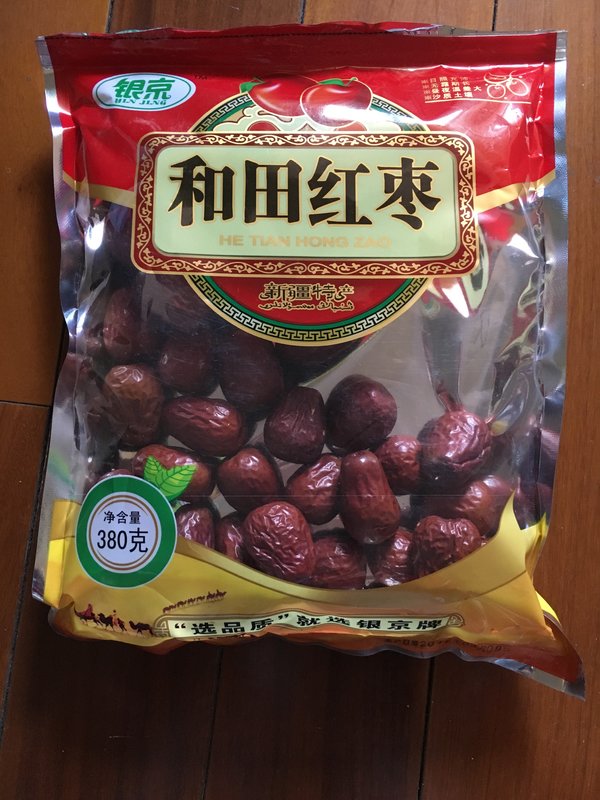 银京
YIN JING
和田红枣
HE TIAN HONG ZAO
新疆特产
净含量
380克
“选品质”就选银京牌